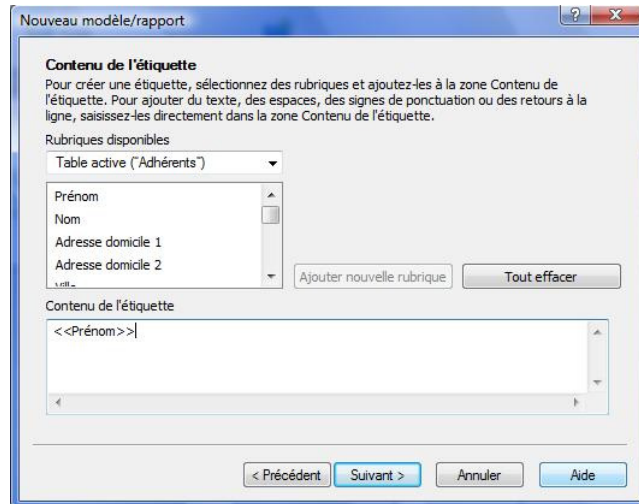 Nouveau modèle/rapport
Contenu de l'étiquette
Pour créer une étiquette, sélectionnez des rubriques et ajoutez-les à la zone Contenu de
l'étiquette. Pour ajouter du texte, des espaces, des signes de ponctuation ou des retours à la
ligne, saisissez-les directement dans la zone Contenu de l'étiquette.
Rubriques disponibles
Table active ("Adhérents")
Prénom
Nom
Adresse domicile 1
Adresse domicile 2
Ville
Ajouter nouvelle rubrique
Tout effacer
Contenu de l'étiquette
<<Prénom>>
< Précédent
Suivant >
Annuler
Aide